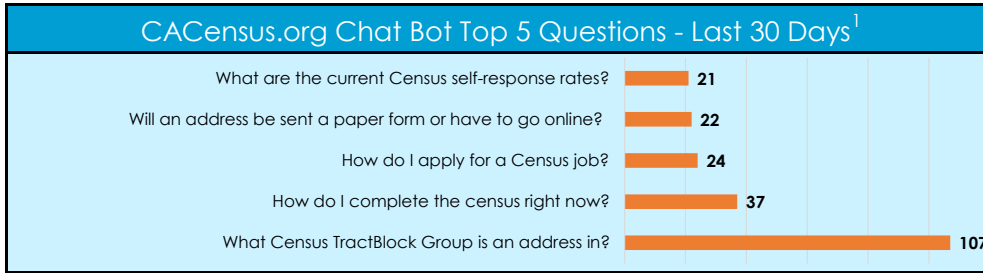 CACensus.org Chat Bot Top 5 Questions - Last 30 Days1
What are the current Census self-response rates? 21
Will an address be sent a paper form or have to go online? 22
How do I apply for a Census job? 24
How do I complete the census right now? 37
What Census TractBlock Group is an address in? 107